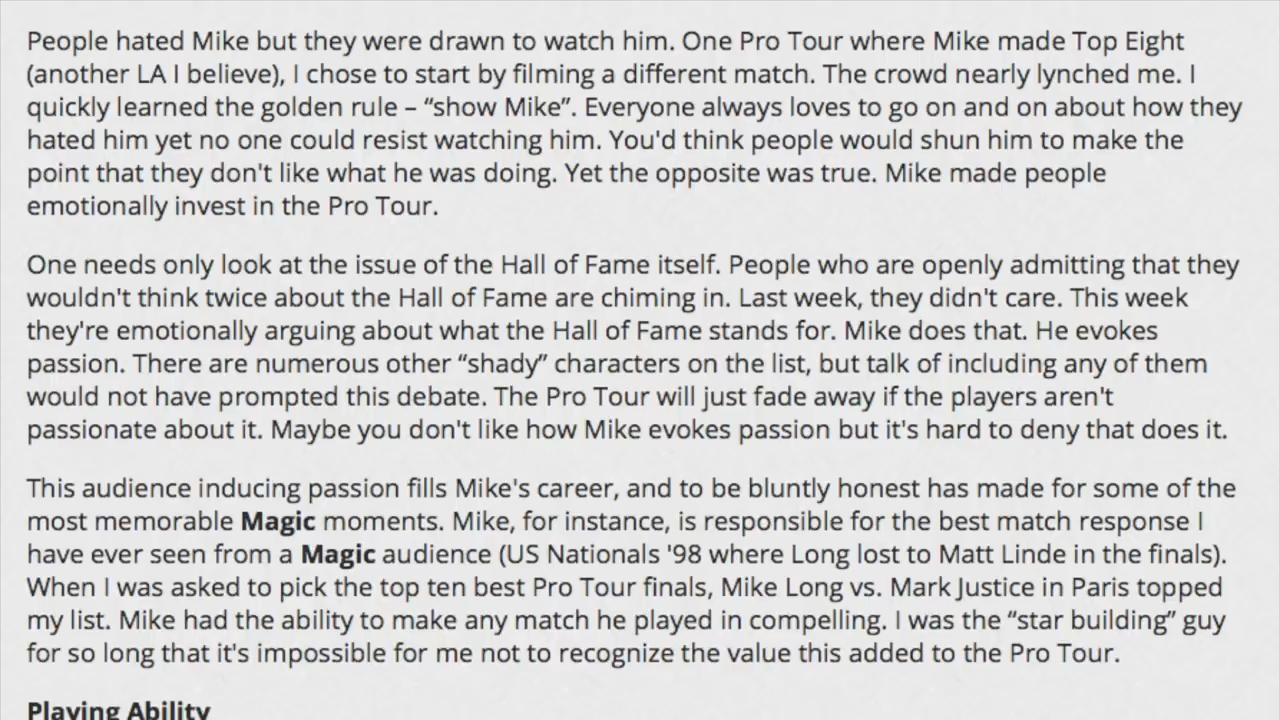 People hated Mike but they were drawn to watch him. One Pro Tour where Mike made Top Eight
(another LA I believe), I chose to start by filming a different match. The crowd nearly lynched me. I
quickly learned the golden rule – “show Mike”. Everyone always loves to go on and on about how they
hated him yet no one could resist watching him. You'd think people would shun him to make the
point that they don't like what he was doing. Yet the opposite was true. Mike made people
emotionally invest in the Pro Tour.
One needs only look at the issue of the Hall of Fame itself. People who are openly admitting that they
wouldn't think twice about the Hall of Fame are chiming in. Last week, they didn't care. This week
they're emotionally arguing about what the Hall of Fame stands for. Mike does that. He evokes
passion. There are numerous other “shady” characters on the list, but talk of including any of them
would not have prompted this debate. The Pro Tour will just fade away if the players aren't
passionate about it. Maybe you don't like how Mike evokes passion but it's hard to deny that does it.
This audience inducing passion fills Mike's career, and to be bluntly honest has made for some of the
most memorable Magic moments. Mike, for instance, is responsible for the best match response I
have ever seen from a Magic audience (US Nationals '98 where Long lost to Matt Linde in the finals).
When I was asked to pick the top ten best Pro Tour finals, Mike Long vs. Mark Justice in Paris topped
my list. Mike had the ability to make any match he played in compelling. I was the “star building” guy
for so long that it's impossible for me not to recognize the value this added to the Pro Tour.
Playing Ability